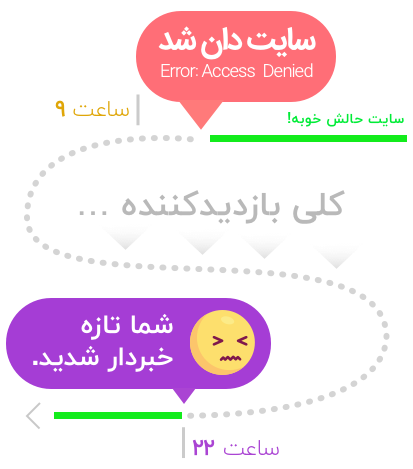 سایت دان شد
Error: Access Denied
ساعت ۹
سایت حالش خوبه!
کلی بازدیدکننده ...
شما تازه
خبردار شدید.
ساعت ۲۲